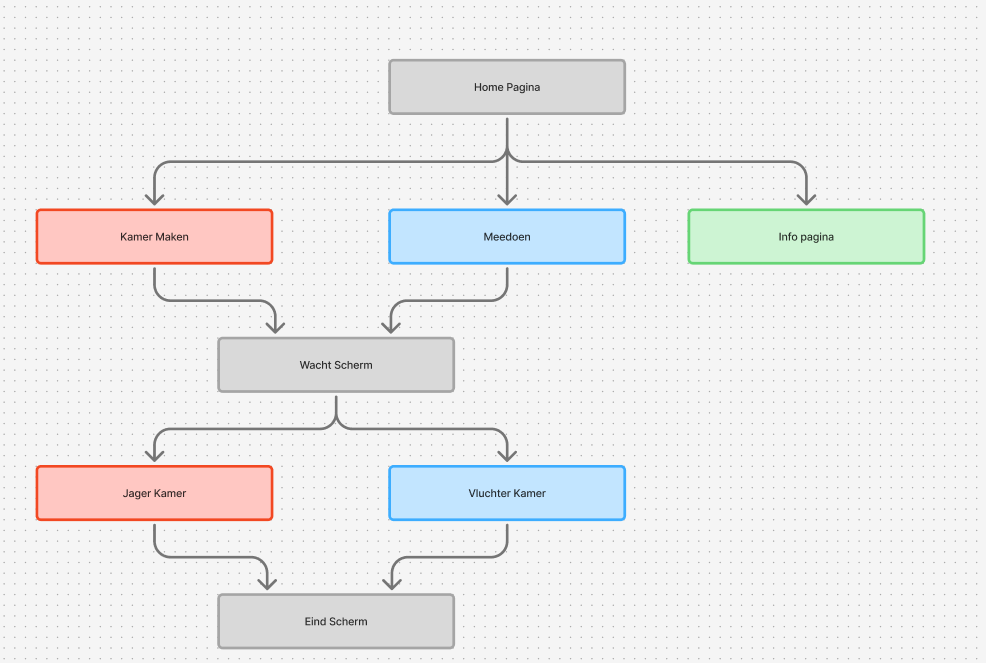 Home Pagina
Kamer Maken
Meedoen
Info pagina
Wacht Scherm
Jager Kamer
Vluchter Kamer
Eind Scherm